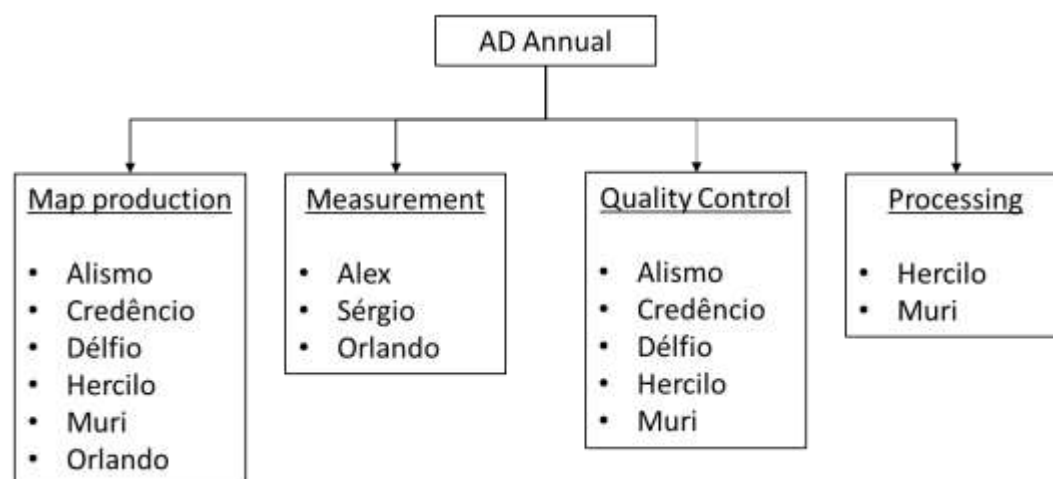 AD Annual
Map production
• Alismo
• Credêncio
• Délfio
• Hercilo
• Muri
• Orlando
Measurement
• Alex
• Sérgio
• Orlando
Quality Control
• Alismo
• Credêncio
• Délfio
• Hercilo
• Muri
Processing
• Hercilo
• Muri